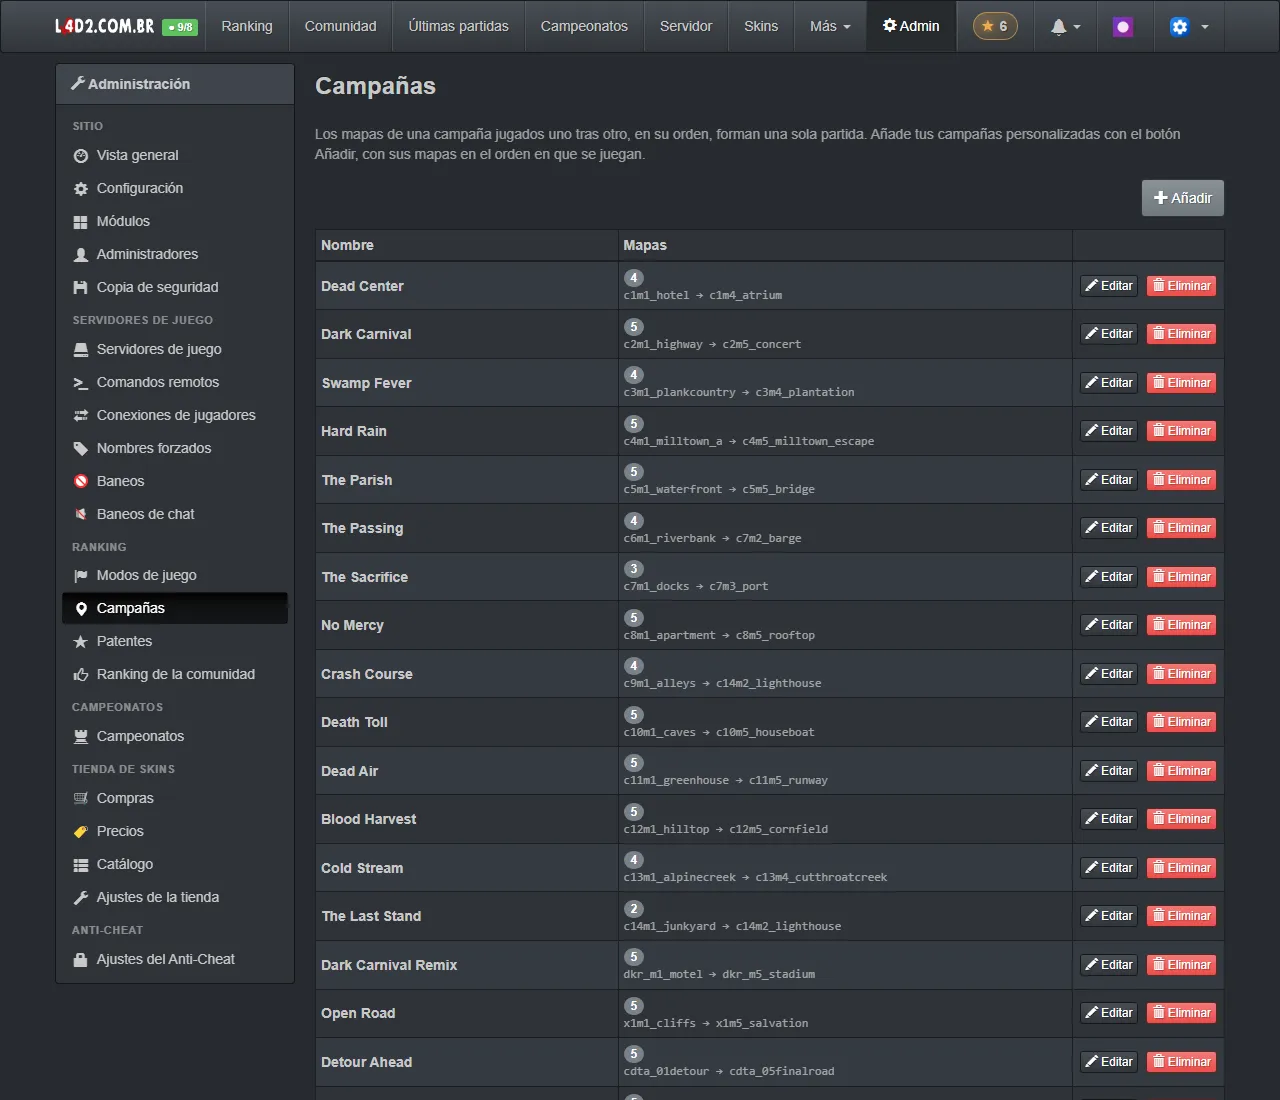 L4D2.COM.BR
9/8
Ranking
Comunidad
Últimas partidas
Campeonatos
Servidor
Skins
Más
Admin
6
Administración
SITIO
Vista general
Configuración
Módulos
Administradores
Copia de seguridad
SERVIDORES DE JUEGO
Servidores de juego
Comandos remotos
Conexiones de jugadores
Nombres forzados
Baneos
Baneos de chat
RANKING
Modos de juego
Campañas
Patentes
Ranking de la comunidad
CAMPEONATOS
Campeonatos
TIENDA DE SKINS
Compras
Precios
Catálogo
Ajustes de la tienda
ANTI-CHEAT
Ajustes del Anti-Cheat
Campañas
Los mapas de una campaña jugados uno tras otro, en su orden, forman una sola partida. Añade tus campañas personalizadas con el botón
Añadir, con sus mapas en el orden en que se juegan.
Añadir
Nombre Mapas
Dead Center 4 Editar Eliminar
c1m1_hotel → c1m4_atrium
Dark Carnival 5 Editar Eliminar
c2m1_highway → c2m5_concert
Swamp Fever 4 Editar Eliminar
c3m1_plankcountry → c3m4_plantation
Hard Rain 5 Editar Eliminar
c4m1_milltown_a → c4m5_milltown_escape
The Parish 5 Editar Eliminar
c5m1_waterfront → c5m5_bridge
The Passing 4 Editar Eliminar
c6m1_riverbank → c7m2_barge
The Sacrifice 3 Editar Eliminar
c7m1_docks → c7m3_port
No Mercy 5 Editar Eliminar
c8m1_apartment → c8m5_rooftop
Crash Course 4 Editar Eliminar
c9m1_alleys → c14m2_lighthouse
Death Toll 5 Editar Eliminar
c10m1_caves → c10m5_houseboat
Dead Air 5 Editar Eliminar
c11m1_greenhouse → c11m5_runway
Blood Harvest 5 Editar Eliminar
c12m1_hilltop → c12m5_cornfield
Cold Stream 4 Editar Eliminar
c13m1_alpinecreek → c13m4_cutthroatcreek
The Last Stand 2 Editar Eliminar
c14m1_junkyard → c14m2_lighthouse
Dark Carnival Remix 5 Editar Eliminar
dkr_m1_motel → dkr_m5_stadium
Open Road 5 Editar Eliminar
x1m1_cliffs → x1m5_salvation
Detour Ahead 5 Editar Eliminar
cdta_01detour → cdta_05finalroad